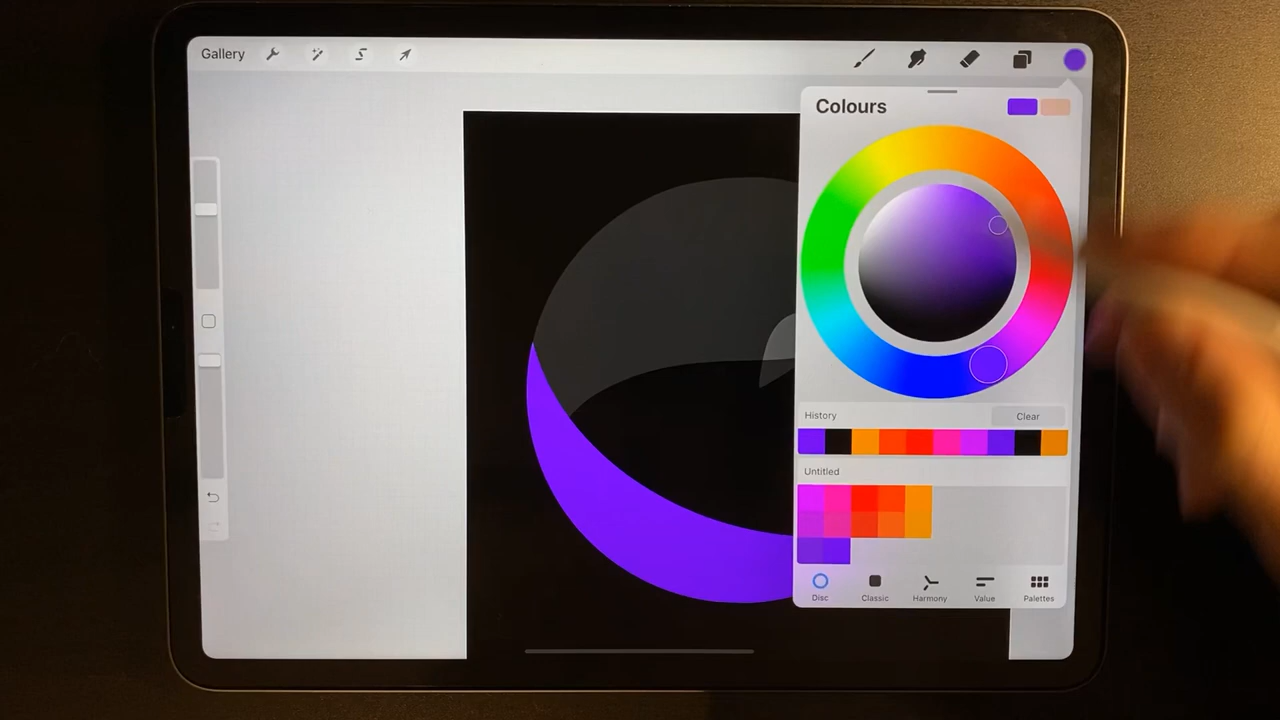 Gallery
Colours
History
Clear
Untitled
Disc
Classic
Harmony
Value
Palettes